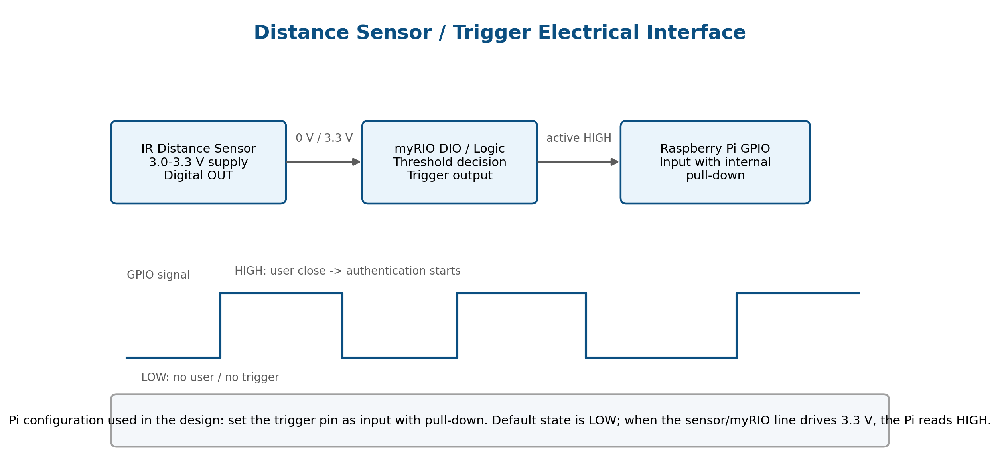 Distance Sensor / Trigger Electrical Interface
IR Distance Sensor
3.0-3.3 V supply
Digital OUT
0 V / 3.3 V
myRIO DIO / Logic
Threshold decision
Trigger output
active HIGH
Raspberry Pi GPIO
Input with internal
pull-down
GPIO signal
HIGH: user close -> authentication starts
LOW: no user / no trigger
Pi configuration used in the design: set the trigger pin as input with pull-down. Default state is LOW; when the sensor/myRIO line drives 3.3 V, the Pi reads HIGH.